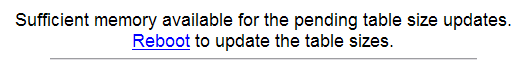 Sufficient memory available for the pending table size updates.
Reboot to update the table sizes.